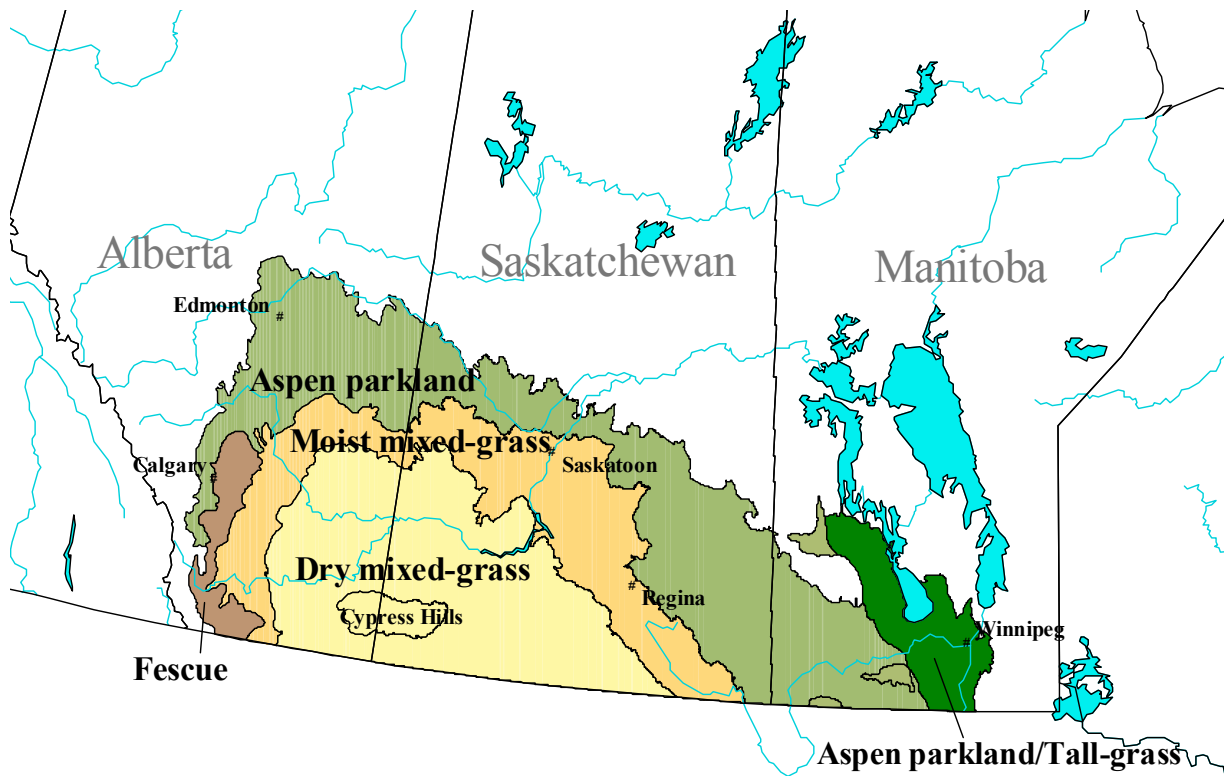 Alberta
Saskatchewan
Manitoba
Edmonton
#
Aspen parkland
Moist mixed-grass
#
Saskatoon
Calgary
#
Dry mixed-grass
#
Regina
Cypress Hills
#
Winnipeg
Fescue
Aspen parkland/Tall-grass